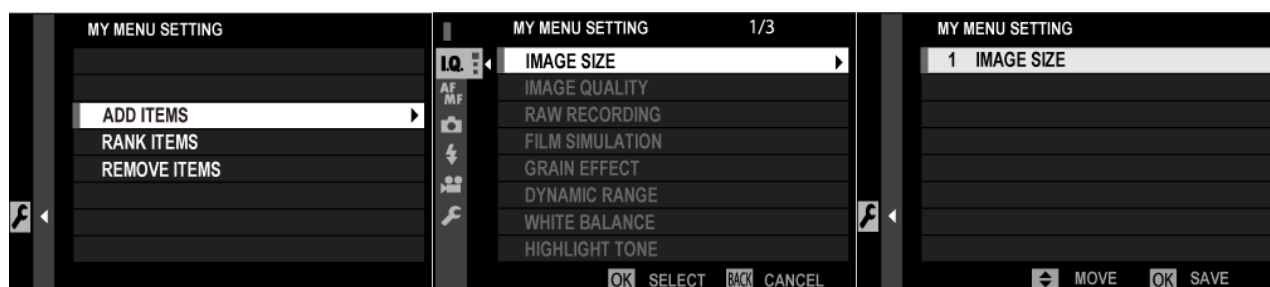 MY MENU SETTING
ADD ITEMS
RANK ITEMS
REMOVE ITEMS
MY MENU SETTING 1/3
I.Q.
AF
MF
IMAGE SIZE
IMAGE QUALITY
RAW RECORDING
FILM SIMULATION
GRAIN EFFECT
DYNAMIC RANGE
WHITE BALANCE
HIGHLIGHT TONE
OK SELECT BACK CANCEL
MY MENU SETTING
1 IMAGE SIZE
MOVE OK SAVE